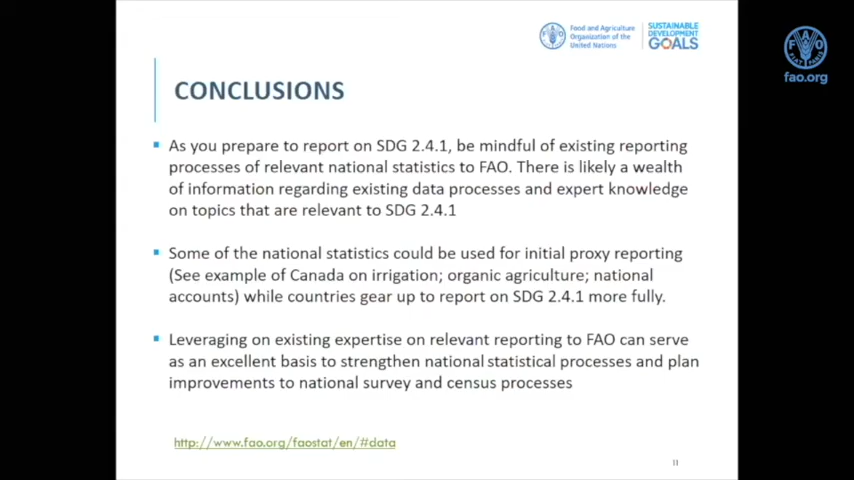 Food and Agriculture
Organization of the
United Nations
SUSTAINABLE
DEVELOPMENT
GOALS
FAO
FIAT PANIS
fao.org
CONCLUSIONS
As you prepare to report on SDG 2.4.1, be mindful of existing reporting
processes of relevant national statistics to FAO. There is likely a wealth
of information regarding existing data processes and expert knowledge
on topics that are relevant to SDG 2.4.1
Some of the national statistics could be used for initial proxy reporting
(See example of Canada on irrigation; organic agriculture; national
accounts) while countries gear up to report on SDG 2.4.1 more fully.
Leveraging on existing expertise on relevant reporting to FAO can serve
as an excellent basis to strengthen national statistical processes and plan
improvements to national survey and census processes
http://www.fao.org/faostat/en/#data
11